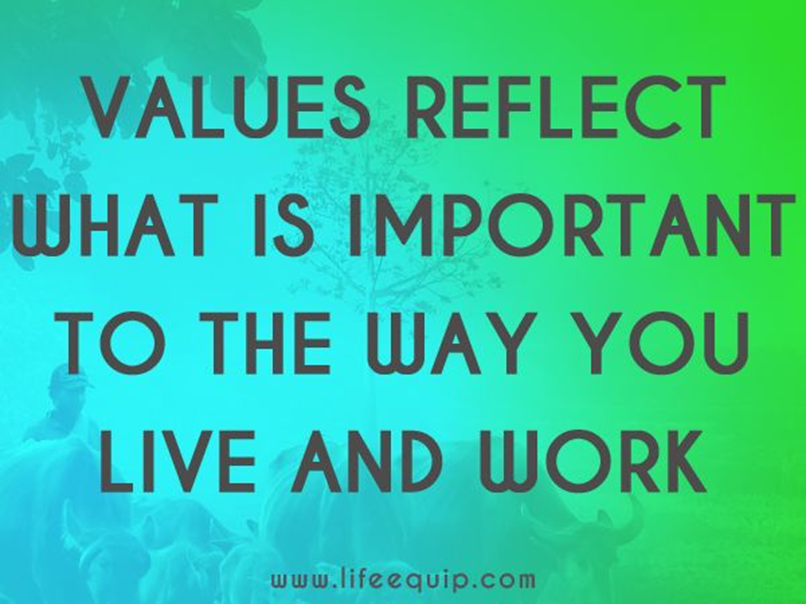 VALUES REFLECT
WHAT IS IMPORTANT
TO THE WAY YOU
LIVE AND WORK
www.lifeequip.com